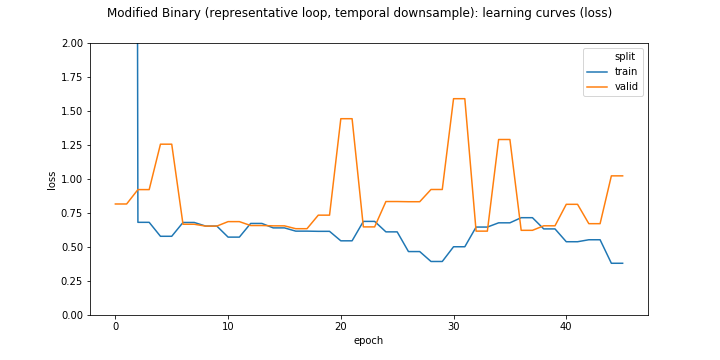 Modified Binary (representative loop, temporal downsample): learning curves (loss)
2.00
1.75
1.50
1.25
1.00
0.75
0.50
0.25
0.00
loss
split
train
valid
0 10 20 30 40
epoch